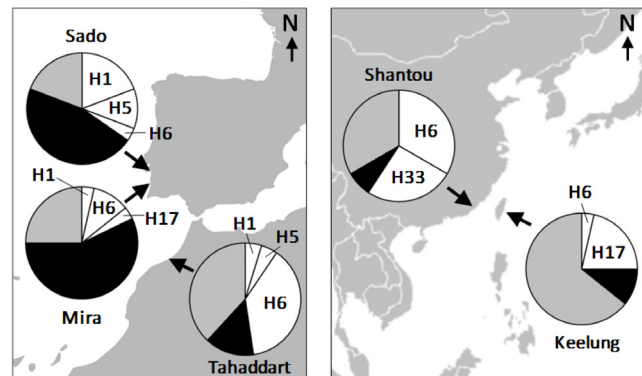 N
Sado
H1
H5
H6
H1
H6
H17
Mira
H1
H5
H6
Tahaddart
N
Shantou
H6
H33
H6
H17
Keelung